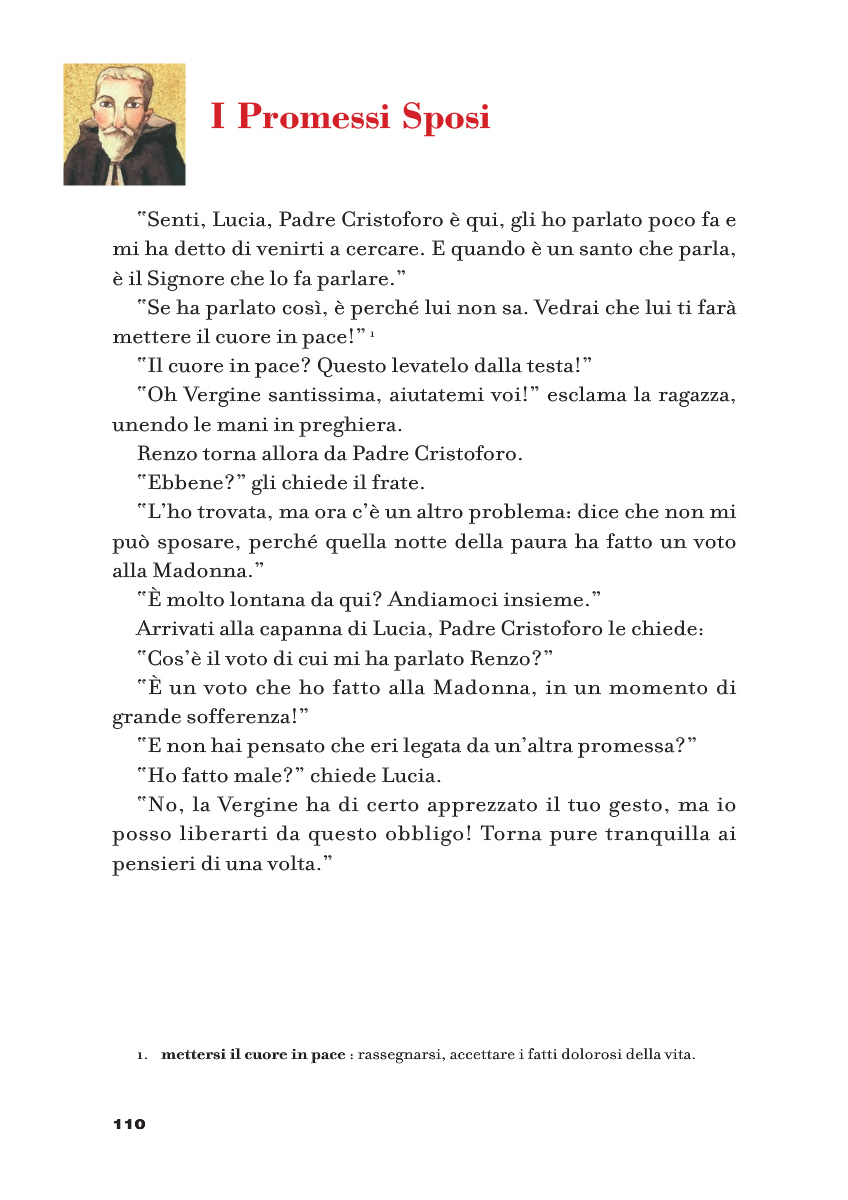 I Promessi Sposi
"Senti, Lucia, Padre Cristoforo è qui, gli ho parlato poco fa e
mi ha detto di venirti a cercare. E quando è un santo che parla,
è il Signore che lo fa parlare."
"Se ha parlato così, è perché lui non sa. Vedrai che lui ti farà
mettere il cuore in pace!" 1
"Il cuore in pace? Questo levatelo dalla testa!"
"Oh Vergine santissima, aiutatemi voi!" esclama la ragazza,
unendo le mani in preghiera.
Renzo torna allora da Padre Cristoforo.
"Ebbene?" gli chiede il frate.
"L'ho trovata, ma ora c'è un altro problema: dice che non mi
può sposare, perché quella notte della paura ha fatto un voto
alla Madonna."
"È molto lontana da qui? Andiamoci insieme."
Arrivati alla capanna di Lucia, Padre Cristoforo le chiede:
"Cos'è il voto di cui mi ha parlato Renzo?"
"È un voto che ho fatto alla Madonna, in un momento di
grande sofferenza!"
"E non hai pensato che eri legata da un'altra promessa?"
"Ho fatto male?" chiede Lucia.
"No, la Vergine ha di certo apprezzato il tuo gesto, ma io
posso liberarti da questo obbligo! Torna pure tranquilla ai
pensieri di una volta."
1. mettersi il cuore in pace : rassegnarsi, accettare i fatti dolorosi della vita.
110